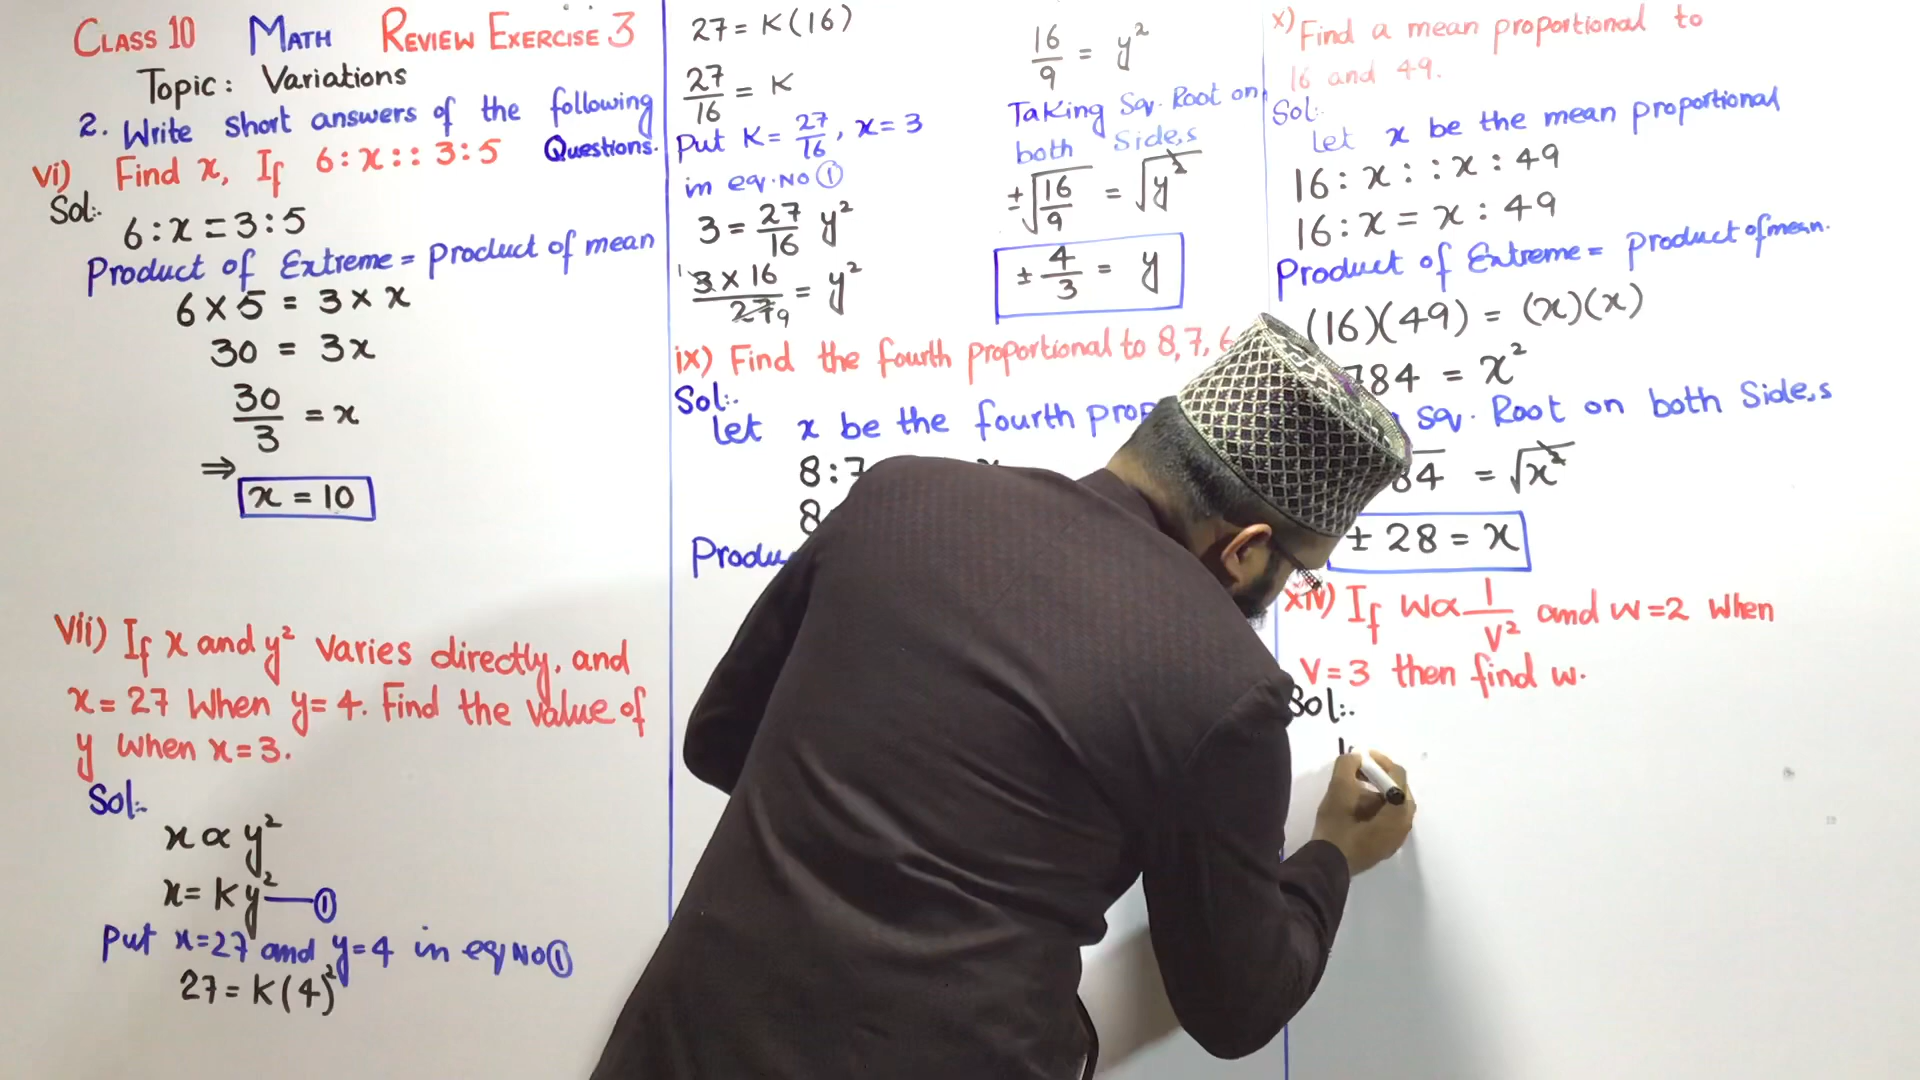 CLASS 10 MATH REVIEW EXERCISE 3
Topic: Variations
2. Write short answers of the following Questions.
vi) Find x, If 6:x::3:5
Sol:
6:x=3:5
Product of Extreme = Product of mean
6×5 = 3×x
30 = 3x
30/3 = x
⇒ x = 10
vii) If x and y² varies directly, and
x=27 When y=4. Find the value of
y when x=3.
Sol:
x∝y²
x=Ky² ①
Put x=27 and y=4 in eq No ①
27=K(4)²
27=K(16)
27/16 = K
Put K=27/16, x=3
in eq.No ①
3=27/16 y²
3×16/27 = y²
1
9
16/9 = y²
Taking Sq. Root on
both Side,s
±√16/9 = √y²
±4/3 = y
ix) Find the fourth proportional to 8,7,6
Sol:.
Let x be the fourth
8:7
8
x) Find a mean proportional to
16 and 49.
Sol:
Let x be the mean proportional
16:x::x:49
16:x=x:49
Product of Extreme = Product of mean.
(16)(49) = (x)(x)
784 = x²
Sq. Root on both Side,s
84 = √x²
±28=x
xiv) If W∝1/V² and w=2 When
V=3 then find w.
Sol:.